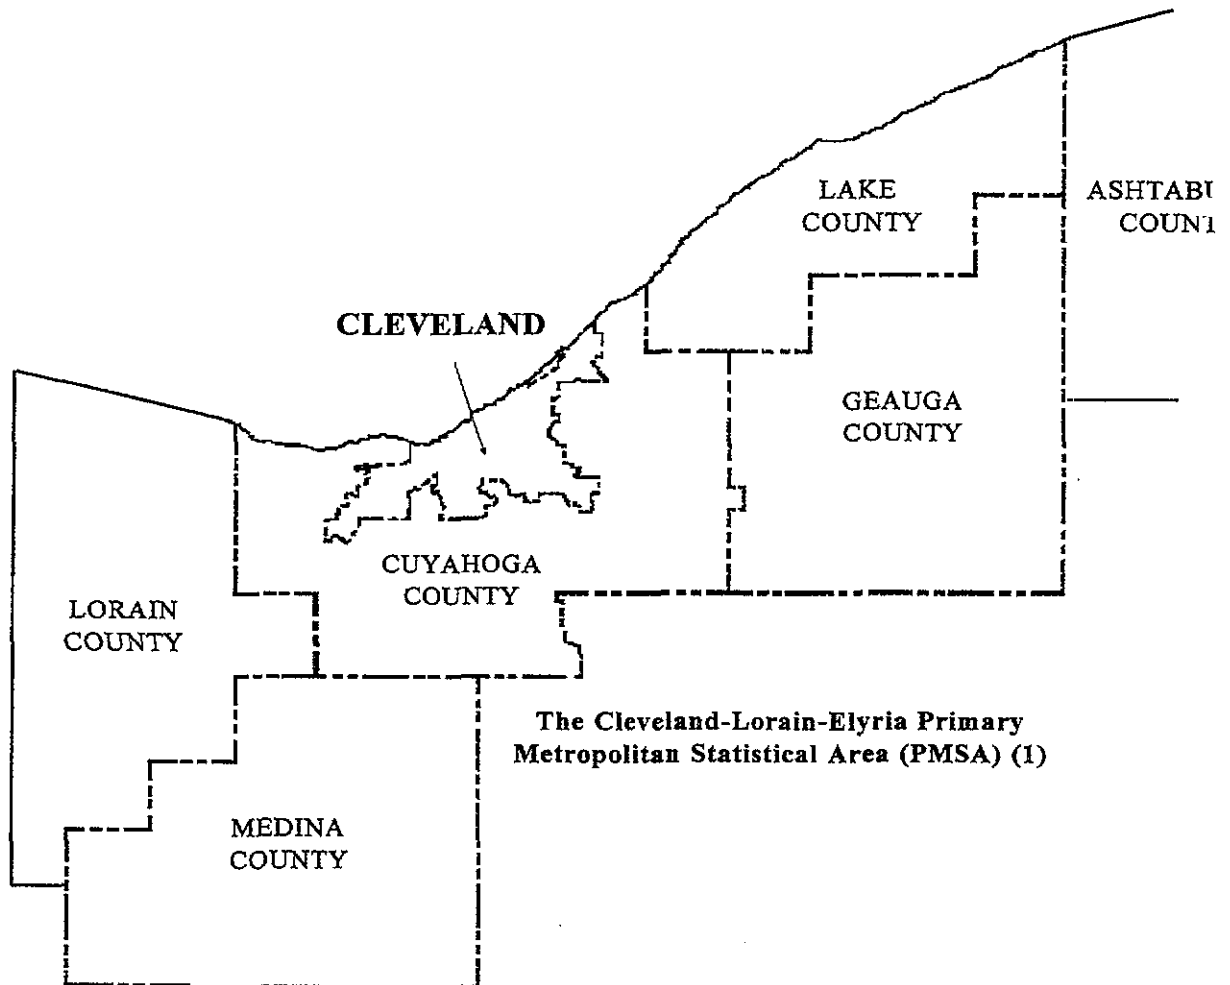 LAKE
COUNTY
ASHTABU
COUNT
CLEVELAND
GEAUGA
COUNTY
CUYAHOGA
COUNTY
LORAIN
COUNTY
The Cleveland-Lorain-Elyria Primary
Metropolitan Statistical Area (PMSA) (1)
MEDINA
COUNTY